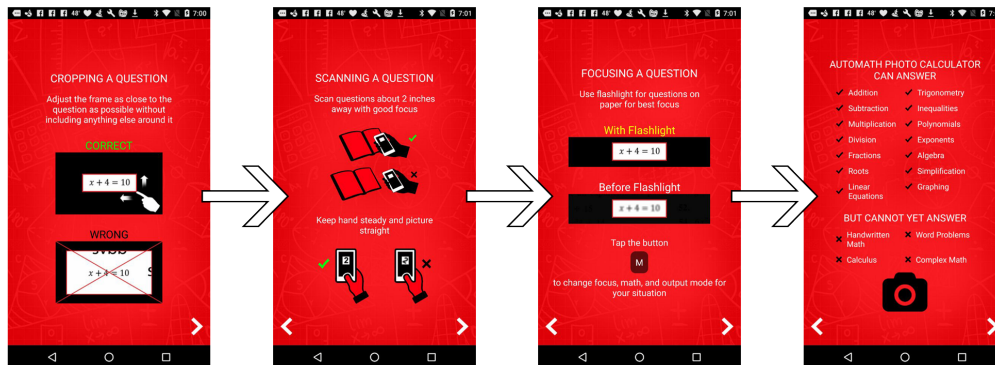 48°
7:00
CROPPING A QUESTION
Adjust the frame as close to the
question as possible without
including anything else around it
CORRECT
x + 4 = 10
WRONG
x + 4 = 10
48°
7:01
SCANNING A QUESTION
Scan questions about 2 inches
away with good focus
Keep hand steady and picture
straight
2
48°
7:01
FOCUSING A QUESTION
Use flashlight for questions on
paper for best focus
With Flashlight
x + 4 = 10
Before Flashlight
x + 4 = 10
Tap the button
M
to change focus, math, and output mode for
your situation
48°
AUTOMATH PHOTO CALCULATOR
CAN ANSWER
Addition
Trigonometry
Subtraction
Inequalities
Multiplication
Polynomials
Division
Exponents
Fractions
Algebra
Roots
Simplification
Linear
Equations
Graphing
BUT CANNOT YET ANSWER
Handwritten
Math
Word Problems
Calculus
Complex Math